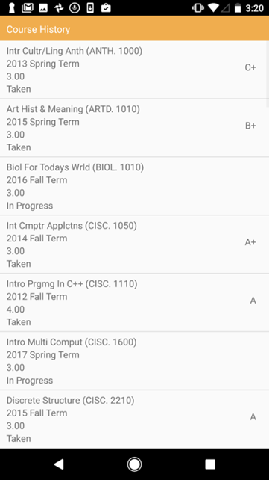 3:20
Course History
Intr Cultr/Ling Anth (ANTH. 1000)
2013 Spring Term
3.00
C+
Taken
Art Hist & Meaning (ARTD. 1010)
2015 Spring Term
3.00
B+
Taken
Biol For Todays Wrld (BIOL. 1010)
2016 Fall Term
3.00
In Progress
Int Cmptr Applctns (CISC. 1050)
2014 Fall Term
3.00
A+
Taken
Intro Prgmg In C++ (CISC. 1110)
2012 Fall Term
4.00
A
Taken
Intro Multi Comput (CISC. 1600)
2017 Spring Term
3.00
In Progress
Discrete Structure (CISC. 2210)
2015 Fall Term
3.00
A
Taken